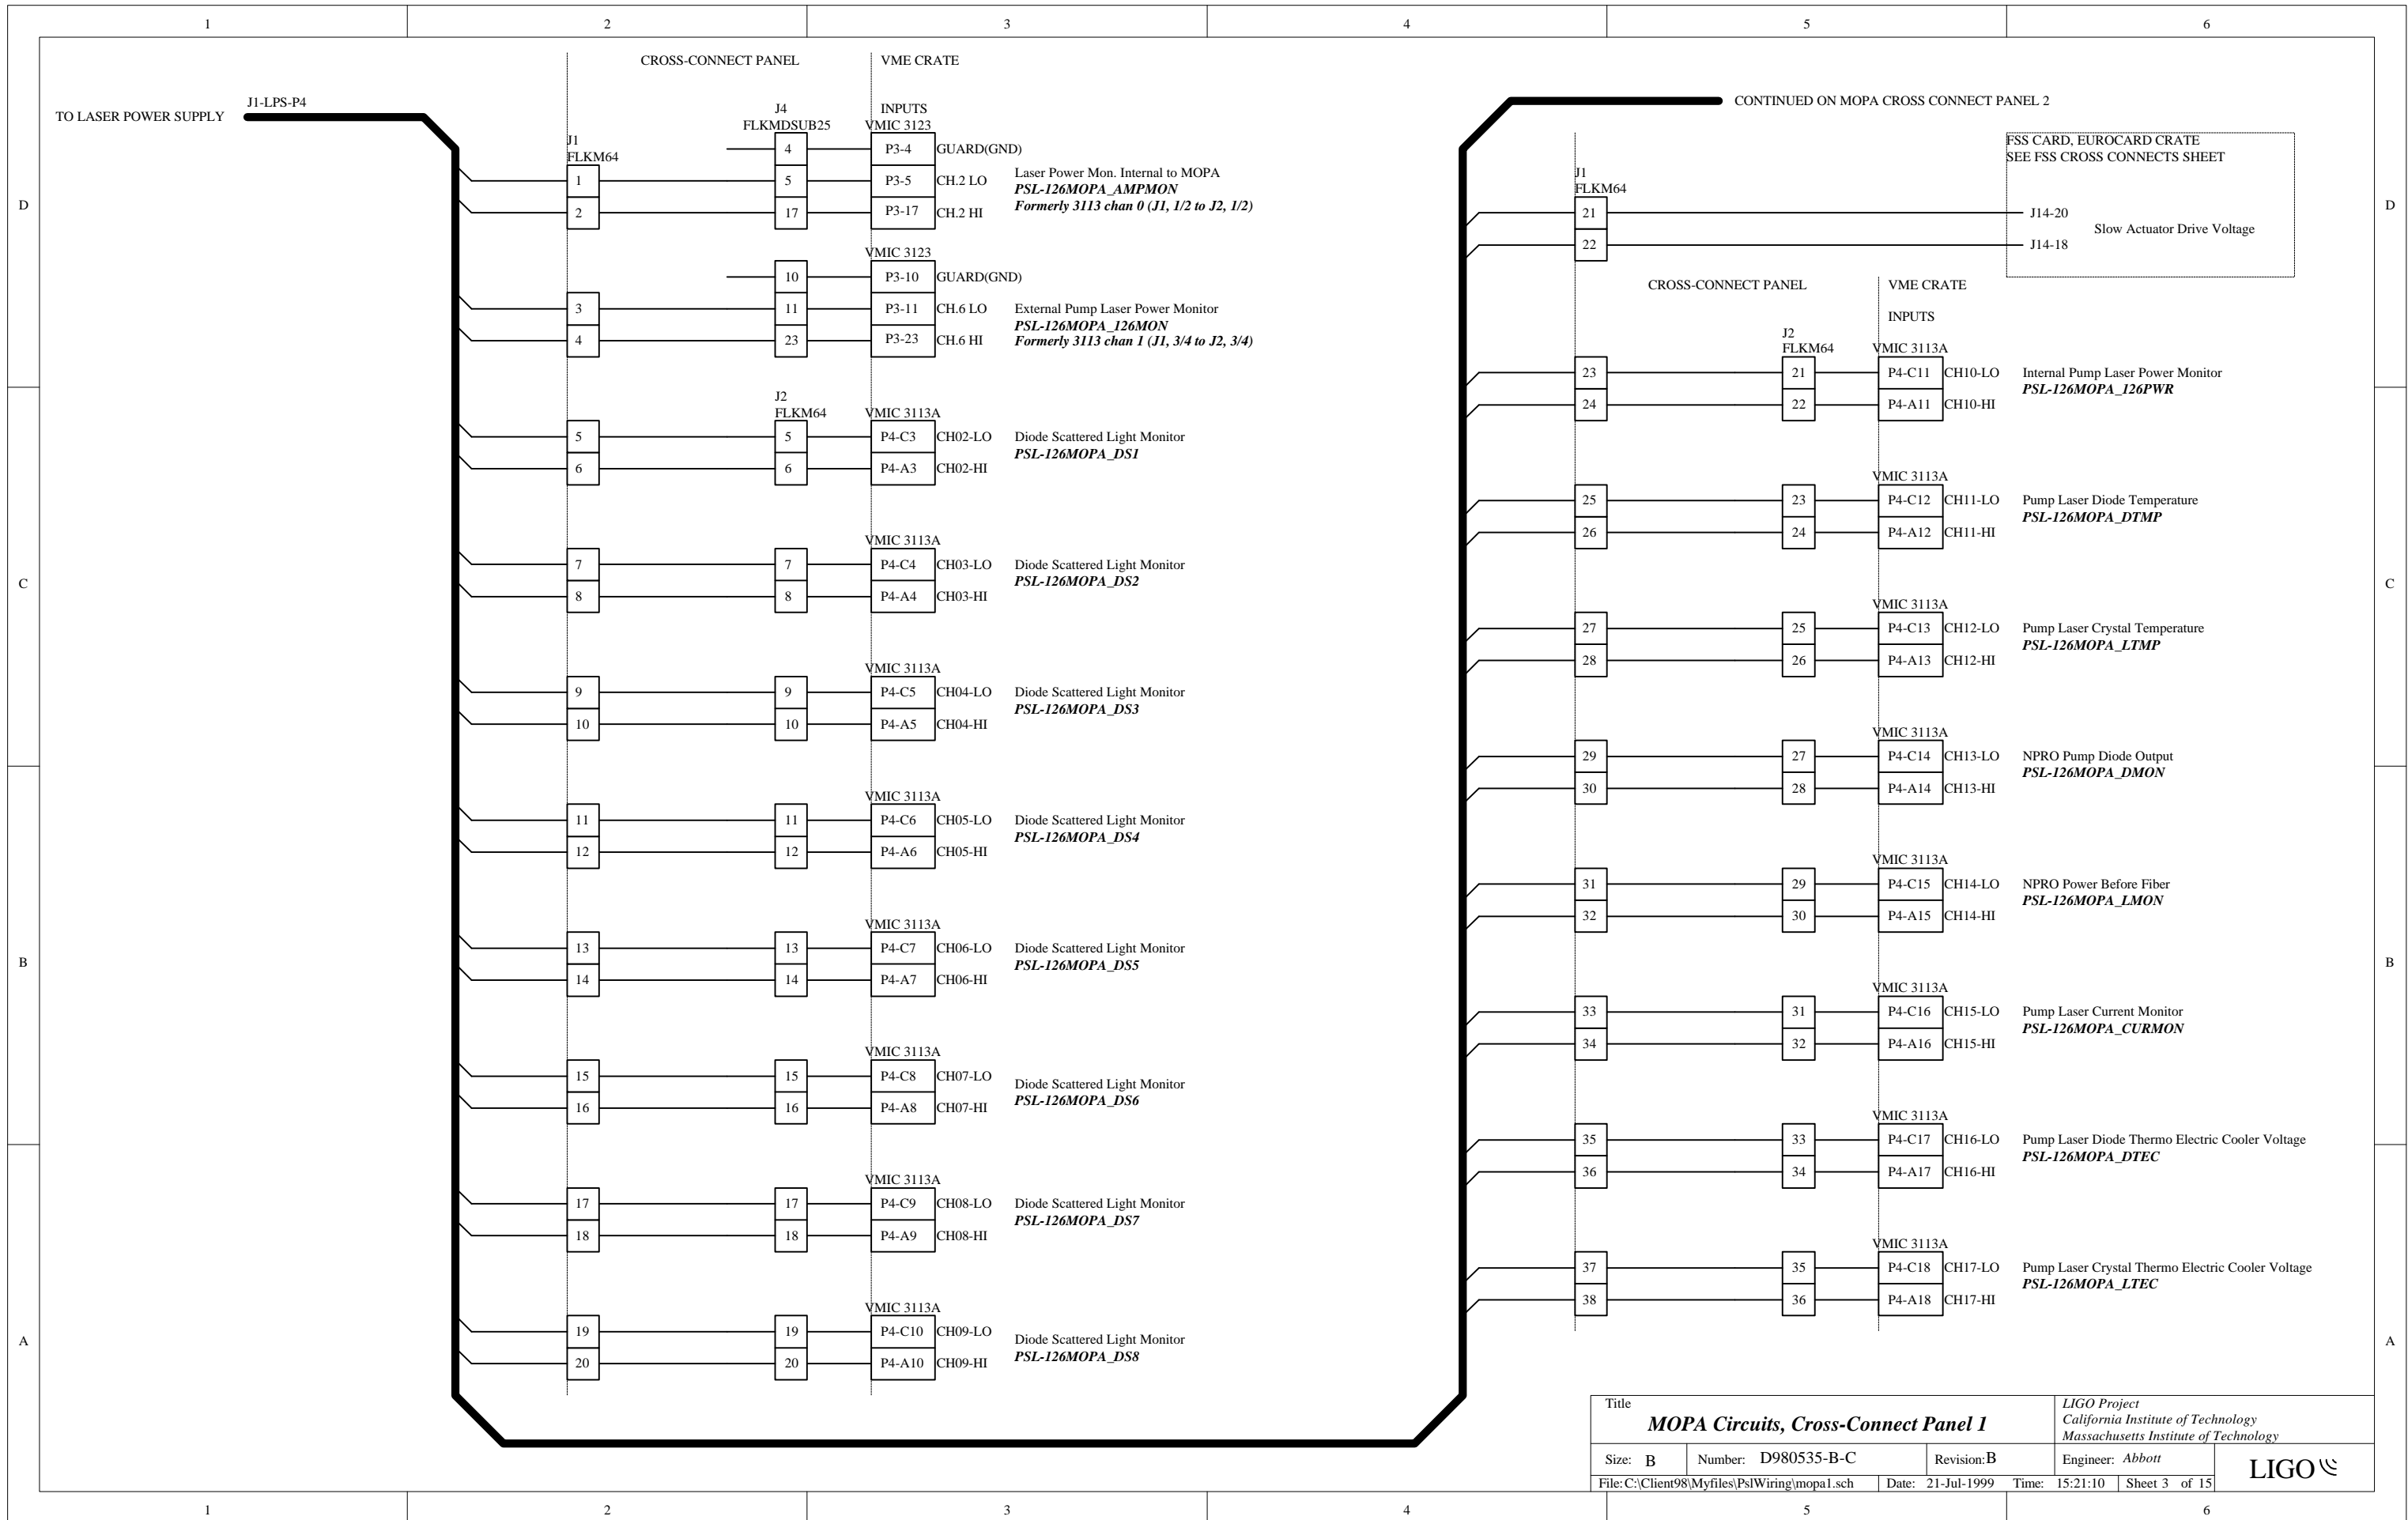 1 2 3 4 5 6
CROSS-CONNECT PANEL VME CRATE
TO LASER POWER SUPPLY J1-LPS-P4
J4 INPUTS
FLKMDSUB25 VMIC 3123
J1
FLKM64
4 P3-4 GUARD(GND)
1 5 P3-5 CH.2 LO
2 17 P3-17 CH.2 HI
Laser Power Mon. Internal to MOPA
PSL-126MOPA_AMPMON
Formerly 3113 chan 0 (J1, 1/2 to J2, 1/2)
VMIC 3123
10 P3-10 GUARD(GND)
3 11 P3-11 CH.6 LO
4 23 P3-23 CH.6 HI
External Pump Laser Power Monitor
PSL-126MOPA_126MON
Formerly 3113 chan 1 (J1, 3/4 to J2, 3/4)
J2
FLKM64 VMIC 3113A
5 5 P4-C3 CH02-LO
6 6 P4-A3 CH02-HI
Diode Scattered Light Monitor
PSL-126MOPA_DS1
VMIC 3113A
7 7 P4-C4 CH03-LO
8 8 P4-A4 CH03-HI
Diode Scattered Light Monitor
PSL-126MOPA_DS2
VMIC 3113A
9 9 P4-C5 CH04-LO
10 10 P4-A5 CH04-HI
Diode Scattered Light Monitor
PSL-126MOPA_DS3
VMIC 3113A
11 11 P4-C6 CH05-LO
12 12 P4-A6 CH05-HI
Diode Scattered Light Monitor
PSL-126MOPA_DS4
VMIC 3113A
13 13 P4-C7 CH06-LO
14 14 P4-A7 CH06-HI
Diode Scattered Light Monitor
PSL-126MOPA_DS5
VMIC 3113A
15 15 P4-C8 CH07-LO
16 16 P4-A8 CH07-HI
Diode Scattered Light Monitor
PSL-126MOPA_DS6
VMIC 3113A
17 17 P4-C9 CH08-LO
18 18 P4-A9 CH08-HI
Diode Scattered Light Monitor
PSL-126MOPA_DS7
VMIC 3113A
19 19 P4-C10 CH09-LO
20 20 P4-A10 CH09-HI
Diode Scattered Light Monitor
PSL-126MOPA_DS8
CONTINUED ON MOPA CROSS CONNECT PANEL 2
FSS CARD, EUROCARD CRATE
SEE FSS CROSS CONNECTS SHEET
J1
FLKM64
21 J14-20
22 J14-18
Slow Actuator Drive Voltage
CROSS-CONNECT PANEL VME CRATE
INPUTS
J2
FLKM64 VMIC 3113A
23 21 P4-C11 CH10-LO
24 22 P4-A11 CH10-HI
Internal Pump Laser Power Monitor
PSL-126MOPA_126PWR
VMIC 3113A
25 23 P4-C12 CH11-LO
26 24 P4-A12 CH11-HI
Pump Laser Diode Temperature
PSL-126MOPA_DTMP
VMIC 3113A
27 25 P4-C13 CH12-LO
28 26 P4-A13 CH12-HI
Pump Laser Crystal Temperature
PSL-126MOPA_LTMP
VMIC 3113A
29 27 P4-C14 CH13-LO
30 28 P4-A14 CH13-HI
NPRO Pump Diode Output
PSL-126MOPA_DMON
VMIC 3113A
31 29 P4-C15 CH14-LO
32 30 P4-A15 CH14-HI
NPRO Power Before Fiber
PSL-126MOPA_LMON
VMIC 3113A
33 31 P4-C16 CH15-LO
34 32 P4-A16 CH15-HI
Pump Laser Current Monitor
PSL-126MOPA_CURMON
VMIC 3113A
35 33 P4-C17 CH16-LO
36 34 P4-A17 CH16-HI
Pump Laser Diode Thermo Electric Cooler Voltage
PSL-126MOPA_DTEC
VMIC 3113A
37 35 P4-C18 CH17-LO
38 36 P4-A18 CH17-HI
Pump Laser Crystal Thermo Electric Cooler Voltage
PSL-126MOPA_LTEC
D D
C C
B B
A A
Title
MOPA Circuits, Cross-Connect Panel 1
LIGO Project
California Institute of Technology
Massachusetts Institute of Technology
Size: B Number: D980535-B-C Revision:B Engineer: Abbott
LIGO
File:C:\Client98\Myfiles\PslWiring\mopa1.sch Date: 21-Jul-1999 Time: 15:21:10 Sheet 3 of 15
1 2 3 4 5 6